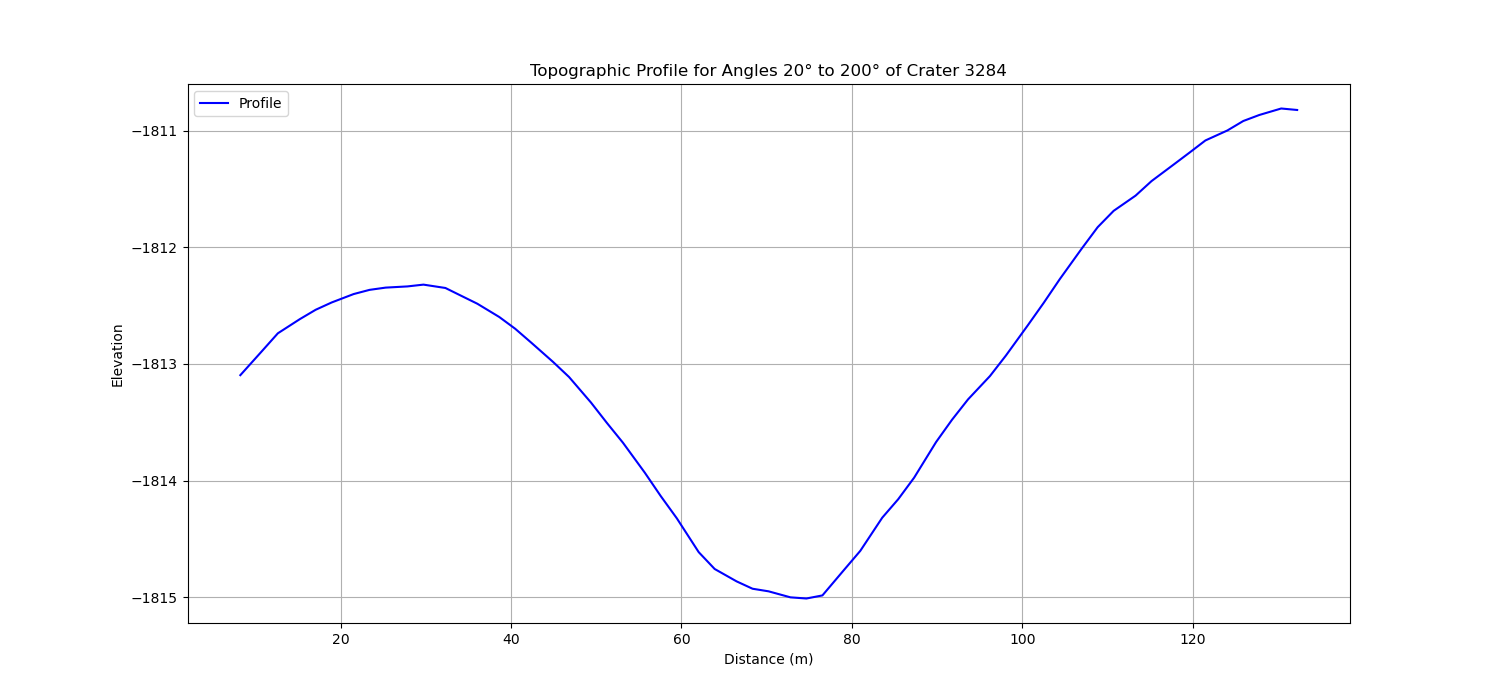 Topographic Profile for Angles 20° to 200° of Crater 3284
Profile
−1811
−1812
−1813
−1814
−1815
Elevation
20 40 60 80 100 120
Distance (m)